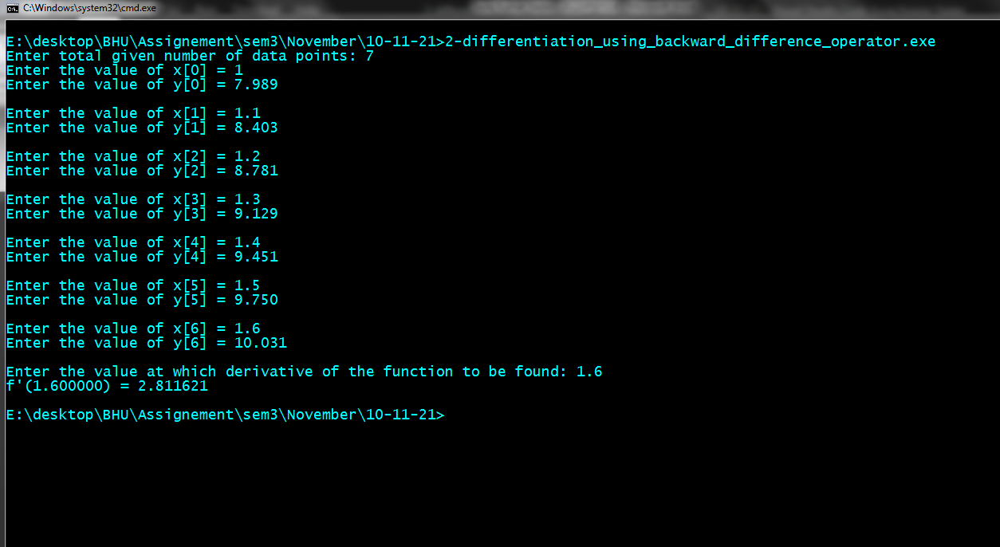 C:\Windows\system32\cmd.exe
E:\desktop\BHU\Assignement\sem3\November\10-11-21>2-differentiation_using_backward_difference_operator.exe
Enter total given number of data points: 7
Enter the value of x[0] = 1
Enter the value of y[0] = 7.989
Enter the value of x[1] = 1.1
Enter the value of y[1] = 8.403
Enter the value of x[2] = 1.2
Enter the value of y[2] = 8.781
Enter the value of x[3] = 1.3
Enter the value of y[3] = 9.129
Enter the value of x[4] = 1.4
Enter the value of y[4] = 9.451
Enter the value of x[5] = 1.5
Enter the value of y[5] = 9.750
Enter the value of x[6] = 1.6
Enter the value of y[6] = 10.031
Enter the value at which derivative of the function to be found: 1.6
f'(1.600000) = 2.811621
E:\desktop\BHU\Assignement\sem3\November\10-11-21>